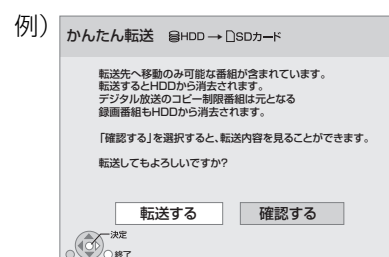 例）
かんたん転送 HDD → SDカード
転送先へ移動のみ可能な番組が含まれています。
転送するとHDDから消去されます。
デジタル放送のコピー制限番組は元となる
録画番組もHDDから消去されます。
「確認する」を選択すると、転送内容を見ることができます。
転送してもよろしいですか?
転送する 確認する
決定
終了